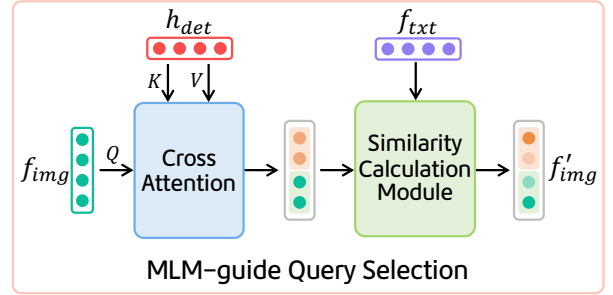 h_det
f_txt
K
V
f_img
Q
Cross
Attention
Similarity
Calculation
Module
f'_img
MLM-guide Query Selection